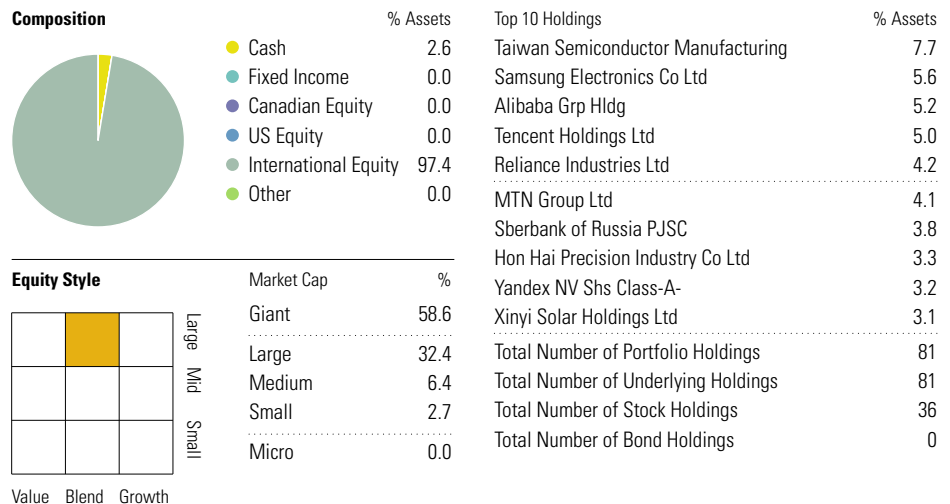 Composition % Assets
Cash 2.6
Fixed Income 0.0
Canadian Equity 0.0
US Equity 0.0
International Equity 97.4
Other 0.0
Equity Style
Large
Mid
Small
Value Blend Growth
Market Cap %
Giant 58.6
Large 32.4
Medium 6.4
Small 2.7
Micro 0.0
Top 10 Holdings % Assets
Taiwan Semiconductor Manufacturing 7.7
Samsung Electronics Co Ltd 5.6
Alibaba Grp Hldg 5.2
Tencent Holdings Ltd 5.0
Reliance Industries Ltd 4.2
MTN Group Ltd 4.1
Sberbank of Russia PJSC 3.8
Hon Hai Precision Industry Co Ltd 3.3
Yandex NV Shs Class-A- 3.2
Xinyi Solar Holdings Ltd 3.1
Total Number of Portfolio Holdings 81
Total Number of Underlying Holdings 81
Total Number of Stock Holdings 36
Total Number of Bond Holdings 0